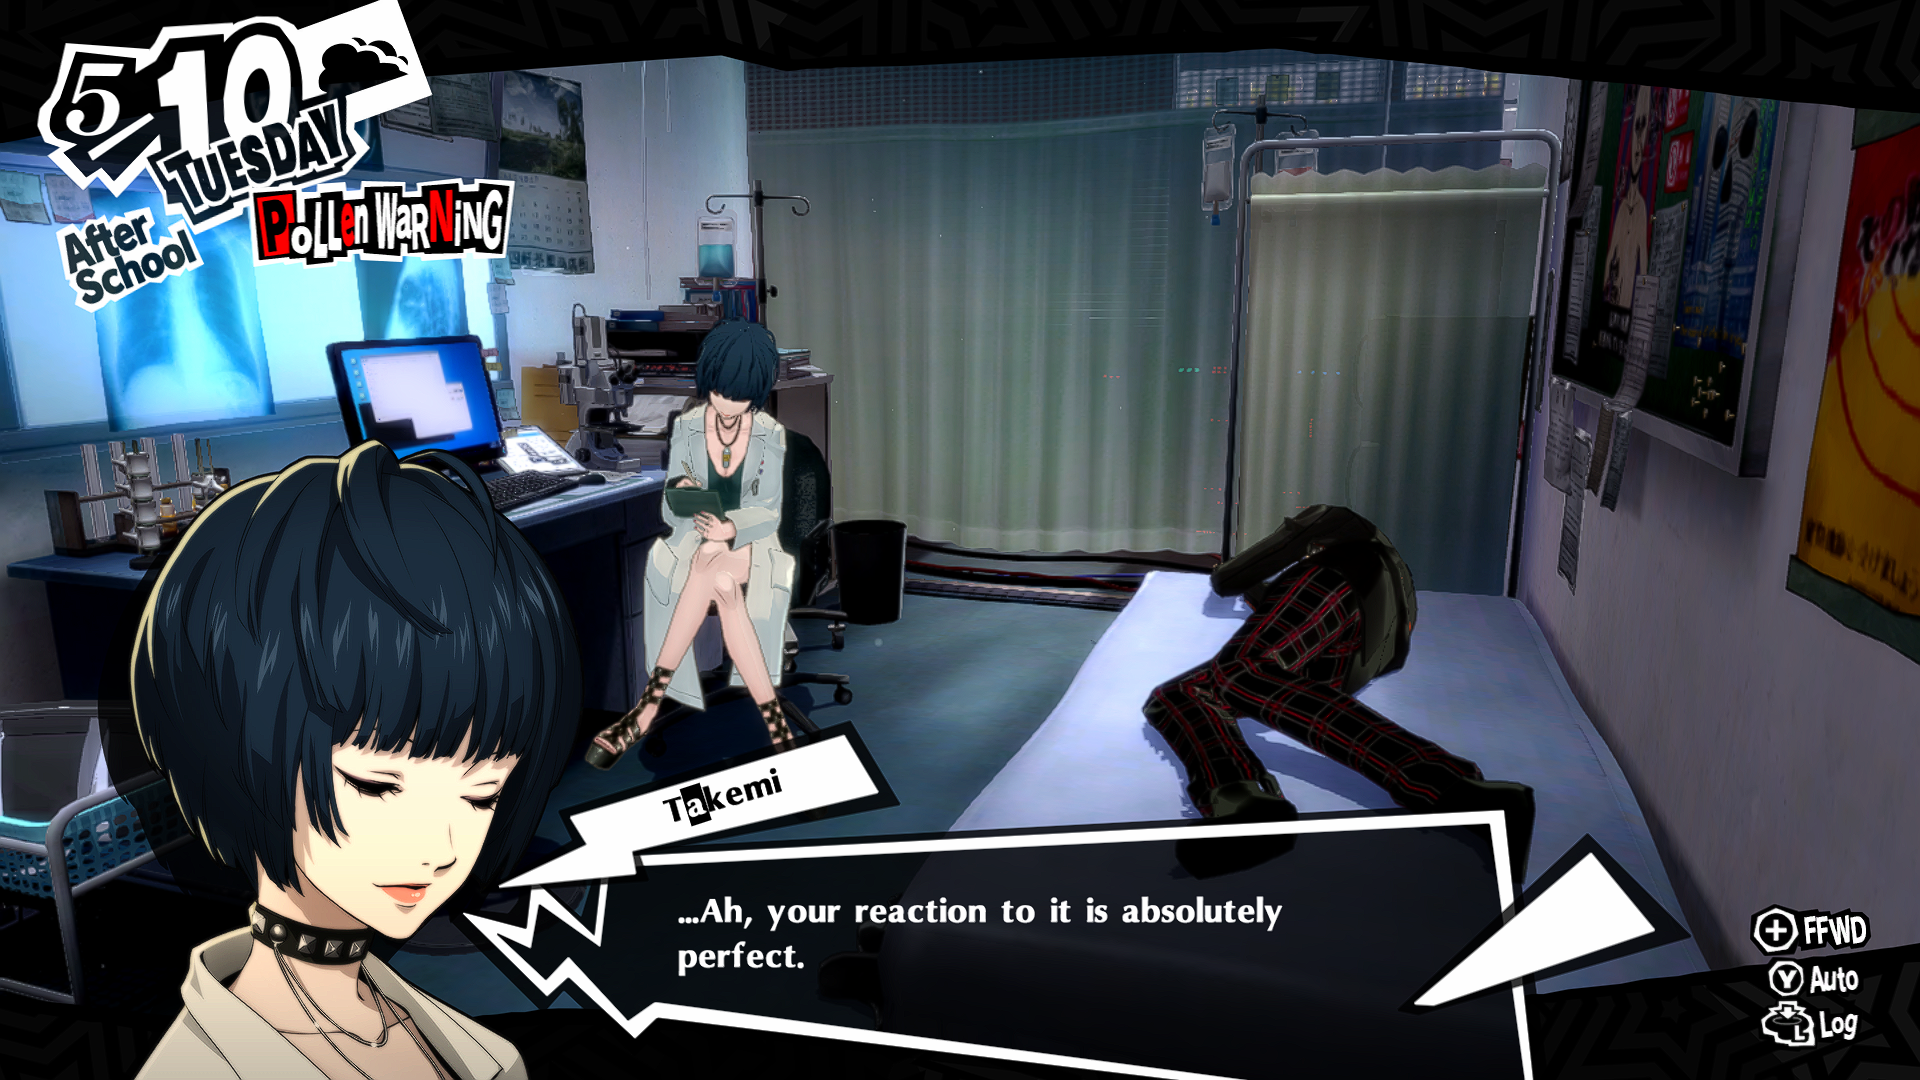 5/10
TUESDAY
After School
POLLEN WARNING
Takemi
...Ah, your reaction to it is absolutely
perfect.
FFWD
Y Auto
L Log